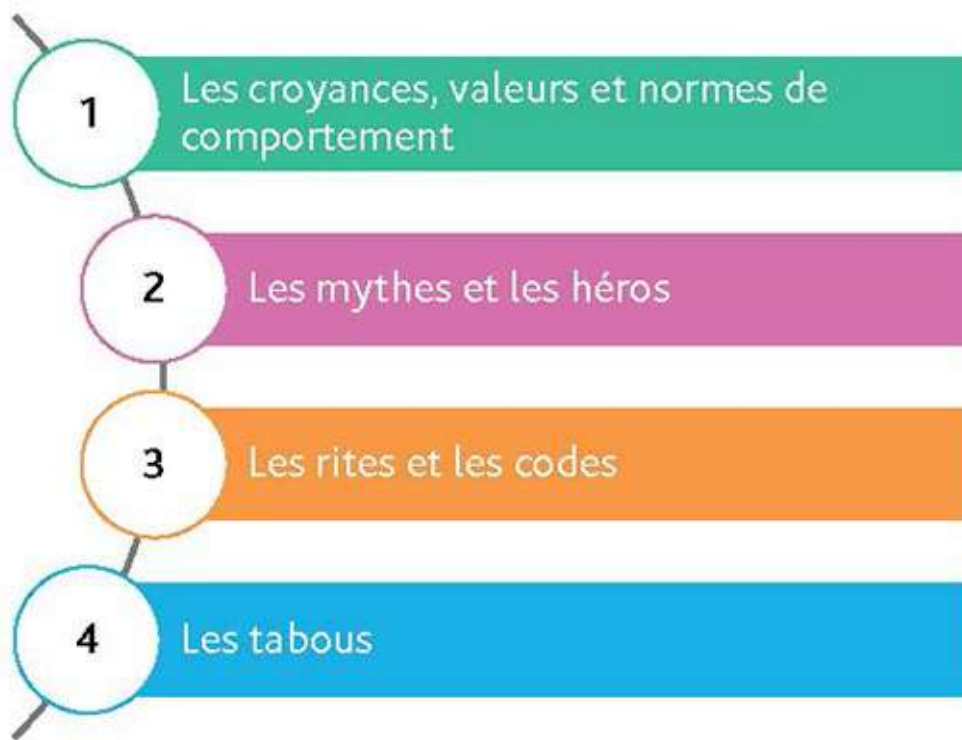 1
Les croyances, valeurs et normes de
comportement
2
Les mythes et les héros
3
Les rites et les codes
4
Les tabous